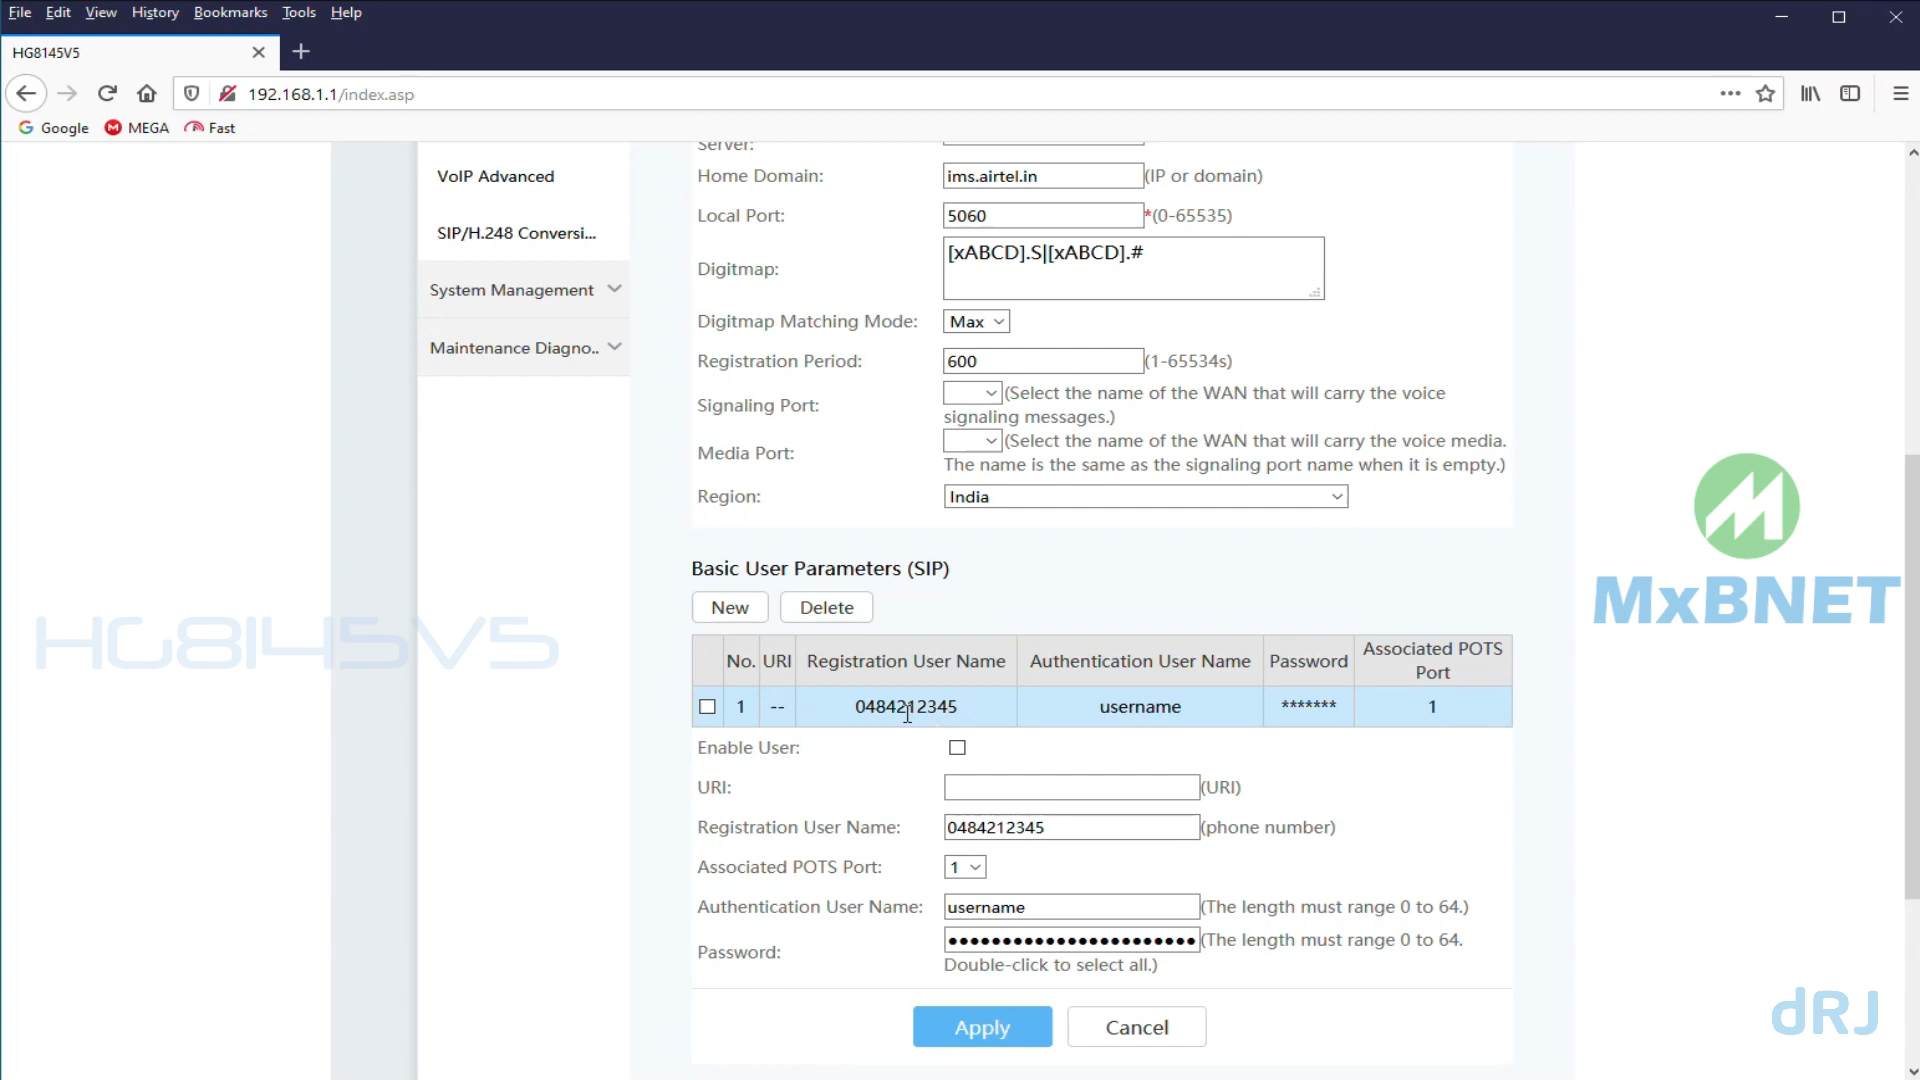 File Edit View History Bookmarks Tools Help
HG8145V5
192.168.1.1/index.asp
Google MEGA Fast
Server:
VoIP Advanced
Home Domain: ims.airtel.in (IP or domain)
Local Port: 5060 *(0-65535)
SIP/H.248 Conversi...
Digitmap: [xABCD].S|[xABCD].#
System Management
Digitmap Matching Mode: Max
Maintenance Diagno..
Registration Period: 600 (1-65534s)
Signaling Port: (Select the name of the WAN that will carry the voice
signaling messages.)
Media Port: (Select the name of the WAN that will carry the voice media.
The name is the same as the signaling port name when it is empty.)
Region: India
Basic User Parameters (SIP)
New Delete
MxBNET
HG8145V5
No. URI Registration User Name Authentication User Name Password Associated POTS
Port
1 -- 0484212345 username ******* 1
Enable User:
URI: (URI)
Registration User Name: 0484212345 (phone number)
Associated POTS Port: 1
Authentication User Name: username (The length must range 0 to 64.)
Password: ●●●●●●●●●●●●●●●●●●●●●●● (The length must range 0 to 64.
Double-click to select all.)
Apply Cancel
dRJ